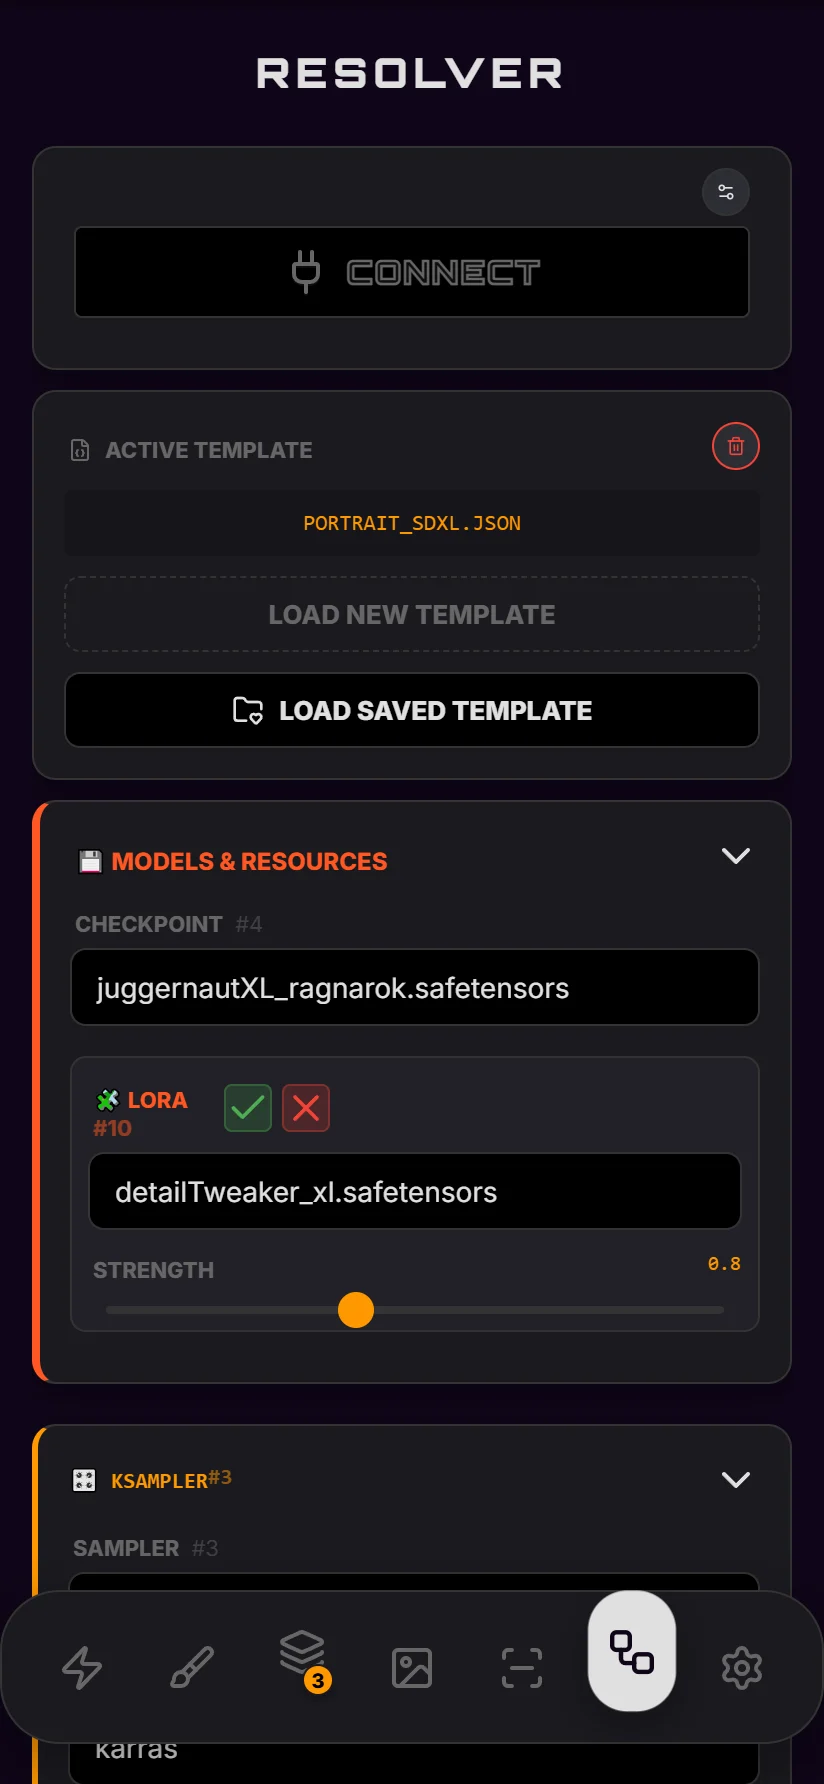 RESOLVER
CONNECT
ACTIVE TEMPLATE
PORTRAIT_SDXL.JSON
LOAD NEW TEMPLATE
LOAD SAVED TEMPLATE
MODELS & RESOURCES
CHECKPOINT #4
juggernautXL_ragnarok.safetensors
LORA
#10
detailTweaker_xl.safetensors
STRENGTH 0.8
KSAMPLER#3
SAMPLER #3
3
karras